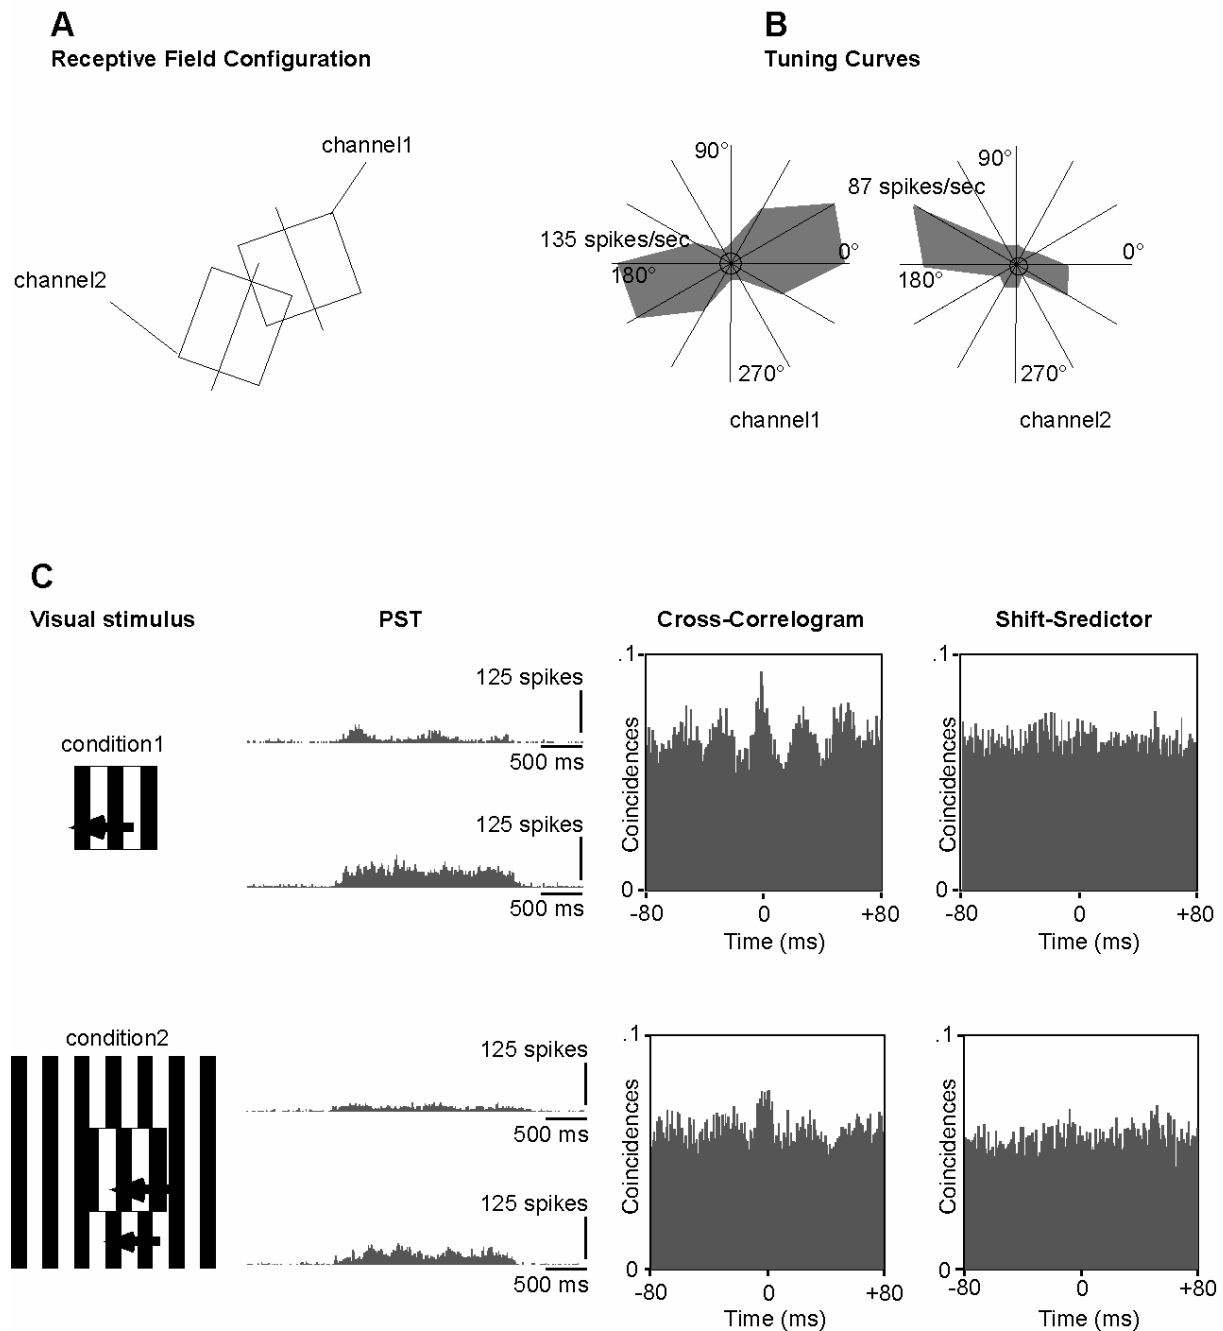 A
Receptive Field Configuration
channel1
channel2
B
Tuning Curves
90°
135 spikes/sec
180°
0°
270°
channel1
90°
87 spikes/sec
180°
0°
270°
channel2
C
Visual stimulus
PST
Cross-Correlogram
Shift-Sredictor
condition1
125 spikes
500 ms
125 spikes
500 ms
.1
Coincidences
0
-80
0
+80
Time (ms)
.1
Coincidences
0
-80
0
+80
Time (ms)
condition2
125 spikes
500 ms
125 spikes
500 ms
.1
Coincidences
0
-80
0
+80
Time (ms)
.1
Coincidences
0
-80
0
+80
Time (ms)